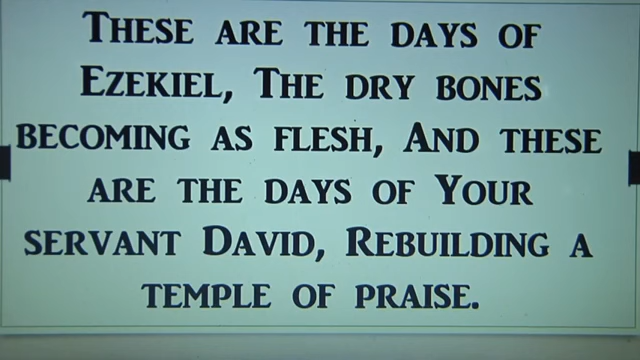 These are the days of
Ezekiel, The dry bones
becoming as flesh, And these
are the days of Your
servant David, Rebuilding a
temple of praise.